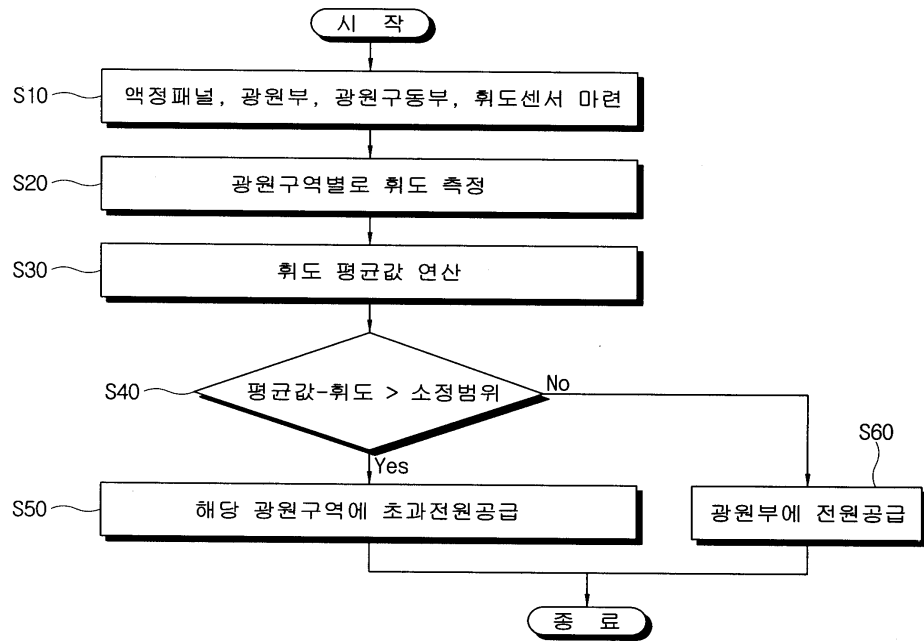 시 작
S10
액정패널, 광원부, 광원구동부, 휘도센서 마련
S20
광원구역별로 휘도 측정
S30
휘도 평균값 연산
S40
평균값-휘도 > 소정범위
No
Yes
S60
S50
해당 광원구역에 초과전원공급
광원부에 전원공급
종 료